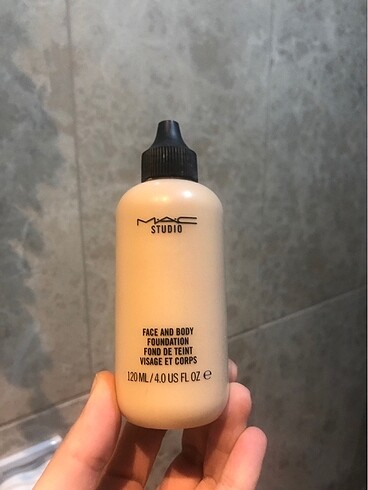 MAC
STUDIO
FACE AND BODY
FOUNDATION
FOND DE TEINT
VISAGE ET CORPS
120 ML / 4.0 US FL OZ ℮